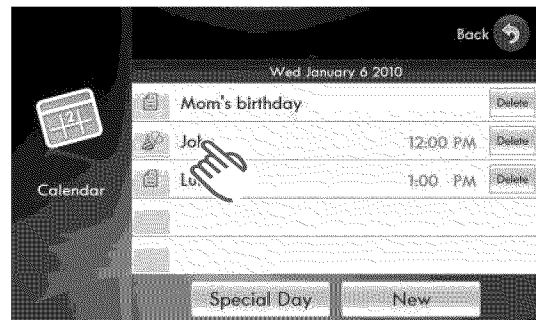 Back
Wed January 6 2010
12
Mom's birthday Delete
12:00 PM Delete
1:00 PM Delete
Calendar
Special Day New